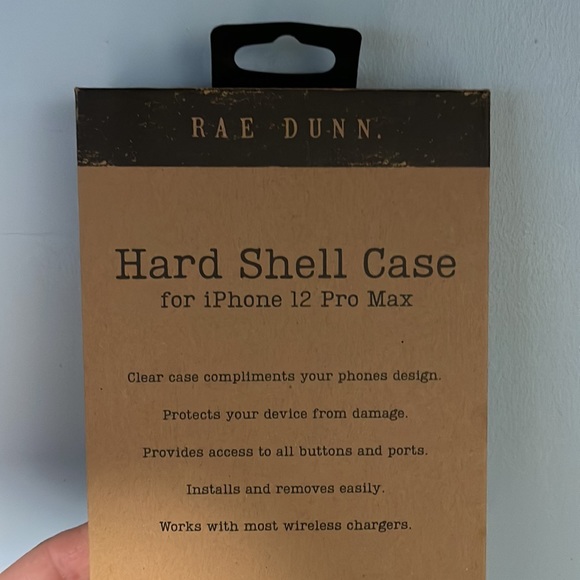 RAE DUNN.
Hard Shell Case
for iPhone 12 Pro Max
Clear case compliments your phones design.
Protects your device from damage.
Provides access to all buttons and ports.
Installs and removes easily.
Works with most wireless chargers.